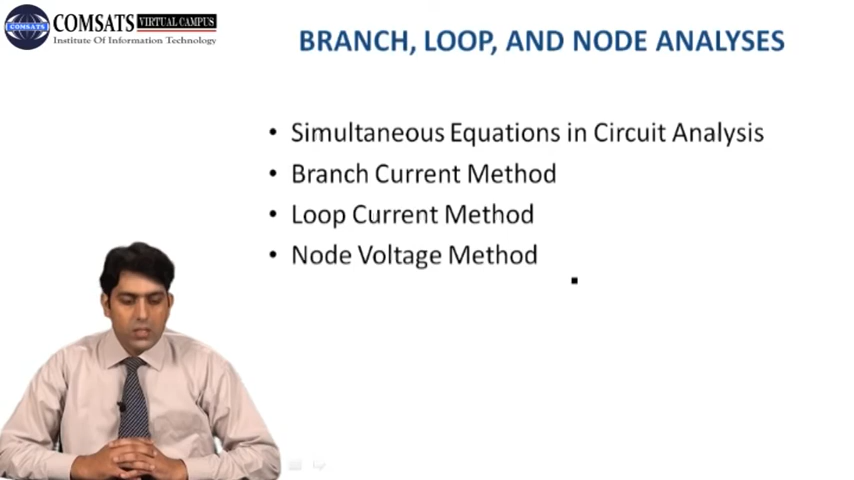 COMSATS VIRTUAL CAMPUS
Institute Of Information Technology
BRANCH, LOOP, AND NODE ANALYSES
• Simultaneous Equations in Circuit Analysis
• Branch Current Method
• Loop Current Method
• Node Voltage Method
COMSATS